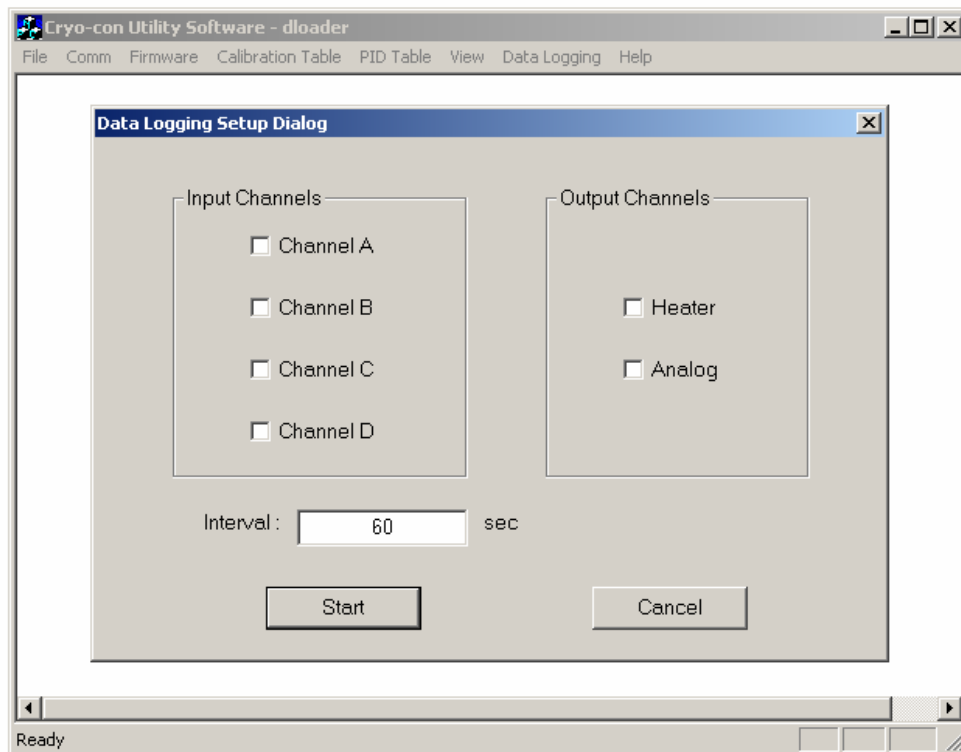 Cryo-con Utility Software - dloader
File Comm Firmware Calibration Table PID Table View Data Logging Help
Data Logging Setup Dialog
Input Channels Output Channels
Channel A
Channel B Heater
Channel C Analog
Channel D
Interval : 60 sec
Start Cancel
Ready